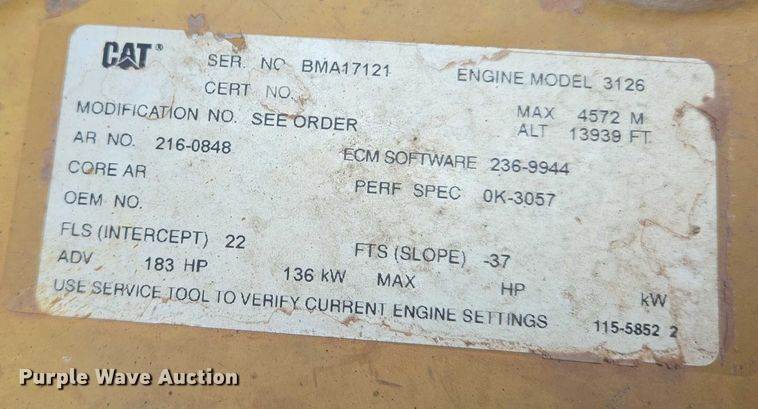 CAT® SER. NO BMA17121 ENGINE MODEL 3126
CERT NO.
MODIFICATION NO. SEE ORDER MAX 4572 M
ALT 13939 FT
AR NO. 216-0848 ECM SOFTWARE 236-9944
CORE AR PERF SPEC 0K-3057
OEM NO.
FLS (INTERCEPT) 22 FTS (SLOPE) -37
ADV 183 HP 136 kW MAX HP kW
USE SERVICE TOOL TO VERIFY CURRENT ENGINE SETTINGS 115-5852 2
Purple Wave Auction